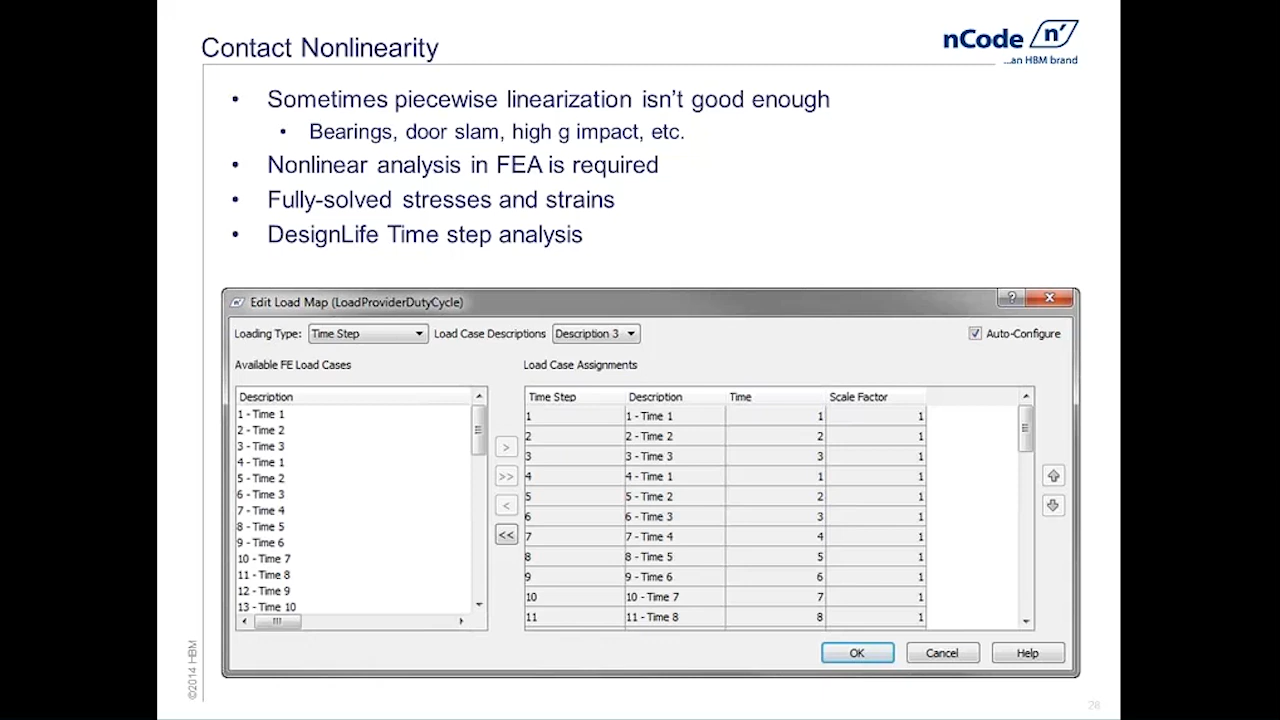 Contact Nonlinearity
nCode n'
...an HBM brand
• Sometimes piecewise linearization isn't good enough
• Bearings, door slam, high g impact, etc.
• Nonlinear analysis in FEA is required
• Fully-solved stresses and strains
• DesignLife Time step analysis
Edit Load Map (LoadProviderDutyCycle)
Loading Type: Time Step Load Case Descriptions Description 3 Auto-Configure
Available FE Load Cases
Description
1 - Time 1
2 - Time 2
3 - Time 3
4 - Time 1
5 - Time 2
6 - Time 3
7 - Time 4
8 - Time 5
9 - Time 6
10 - Time 7
11 - Time 8
12 - Time 9
13 - Time 10
>
>>
<
<<
Load Case Assignments
Time Step Description Time Scale Factor
1 1 - Time 1 1 1
2 2 - Time 2 2 1
3 3 - Time 3 3 1
4 4 - Time 1 1 1
5 5 - Time 2 2 1
6 6 - Time 3 3 1
7 7 - Time 4 4 1
8 8 - Time 5 5 1
9 9 - Time 6 6 1
10 10 - Time 7 7 1
11 11 - Time 8 8 1
OK Cancel Help
©2014 HBM
28